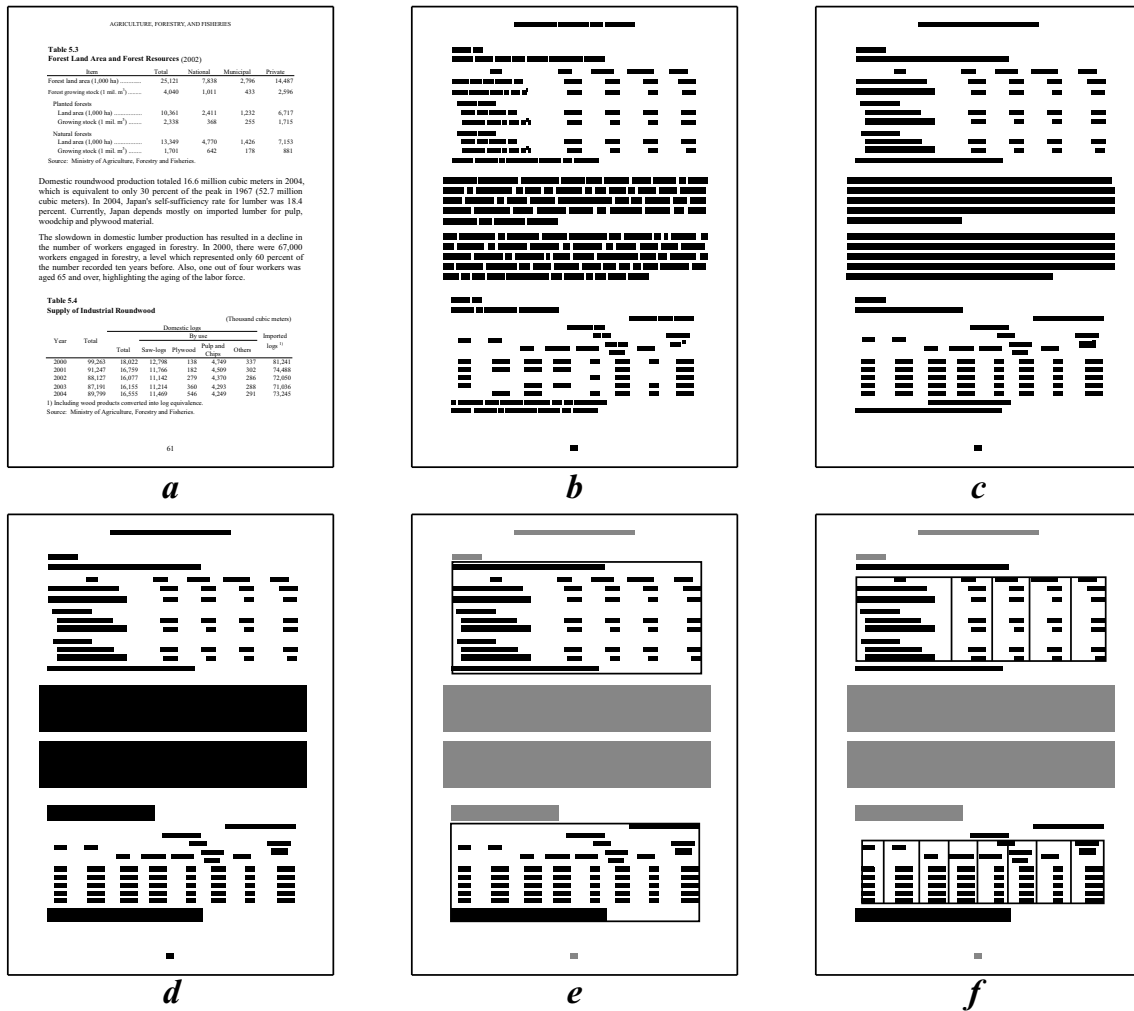 AGRICULTURE, FORESTRY, AND FISHERIES
Table 5.3
Forest Land Area and Forest Resources (2002)
Item Total National Municipal Private
Forest land area (1,000 ha) ............. 25,121 7,838 2,796 14,487
Forest growing stock (1 mil. m³) ........ 4,040 1,011 433 2,596
Planted forests
Land area (1,000 ha) ..................... 10,361 2,411 1,232 6,717
Growing stock (1 mil. m³) .......... 2,338 368 255 1,715
Natural forests
Land area (1,000 ha) ..................... 13,349 4,770 1,426 7,153
Growing stock (1 mil. m³) .......... 1,701 642 178 881
Source: Ministry of Agriculture, Forestry and Fisheries.
Domestic roundwood production totaled 16.6 million cubic meters in 2004,
which is equivalent to only 30 percent of the peak in 1967 (52.7 million
cubic meters). In 2004, Japan's self-sufficiency rate for lumber was 18.4
percent. Currently, Japan depends mostly on imported lumber for pulp,
woodchip and plywood material.
The slowdown in domestic lumber production has resulted in a decline in
the number of workers engaged in forestry. In 2000, there were 67,000
workers engaged in forestry, a level which represented only 60 percent of
the number recorded ten years before. Also, one out of four workers was
aged 65 and over, highlighting the aging of the labor force.
Table 5.4
Supply of Industrial Roundwood
(Thousand cubic meters)
Domestic logs
By use
Year Total Total Saw-logs Plywood Pulp and Chips Others Imported logs ¹⁾
2000 99,263 18,022 12,798 138 4,749 337 81,241
2001 91,247 16,759 11,766 182 4,509 302 74,488
2002 88,127 16,077 11,142 279 4,370 286 72,050
2003 87,191 16,155 11,214 360 4,293 288 71,036
2004 89,799 16,555 11,469 546 4,249 291 73,245
1) Including wood products converted into log equivalence.
Source: Ministry of Agriculture, Forestry and Fisheries.
61
a
b
c
d
e
f